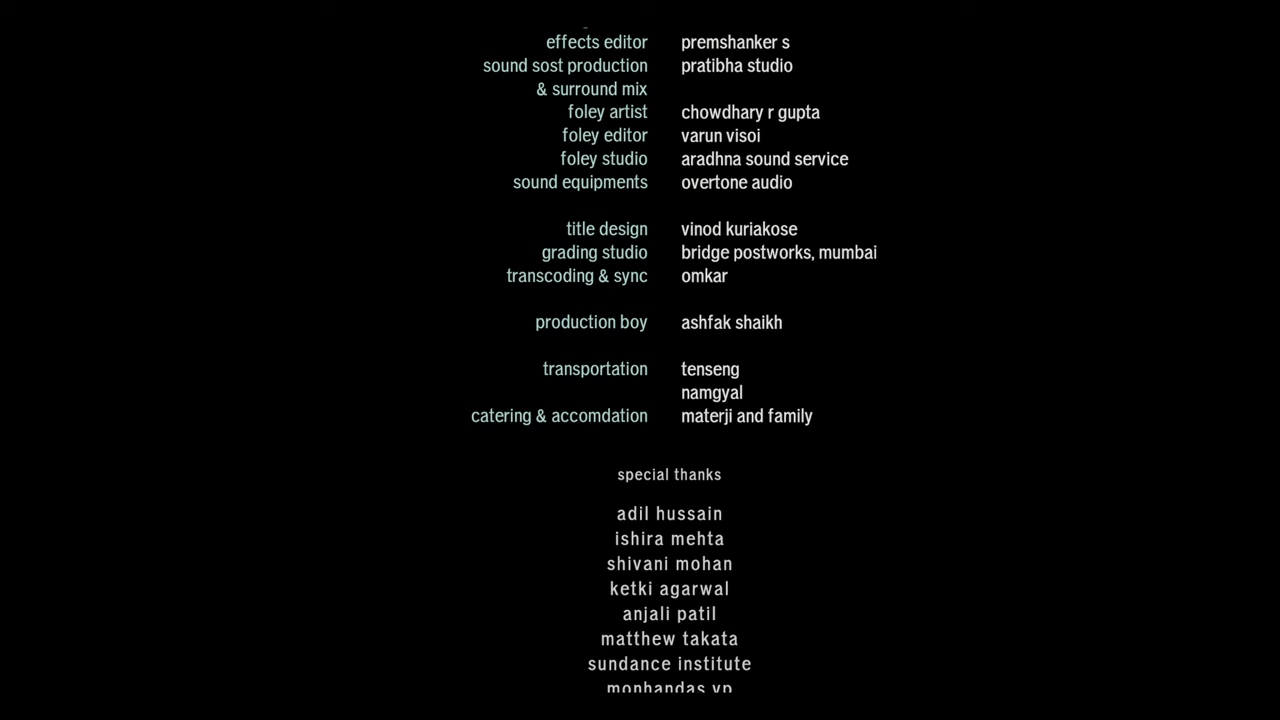 effects editor premshanker s
sound sost production pratibha studio
& surround mix
foley artist chowdhary r gupta
foley editor varun visoi
foley studio aradhna sound service
sound equipments overtone audio
title design vinod kuriakose
grading studio bridge postworks, mumbai
transcoding & sync omkar
production boy ashfak shaikh
transportation tenseng
namgyal
catering & accomdation materji and family
special thanks
adil hussain
ishira mehta
shivani mohan
ketki agarwal
anjali patil
matthew takata
sundance institute
monhandas vp